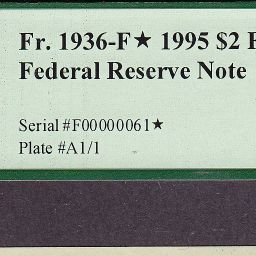 Fr. 1936-F★ 1995 $2 F
Federal Reserve Note
Serial #F00000061★
Plate #A1/1